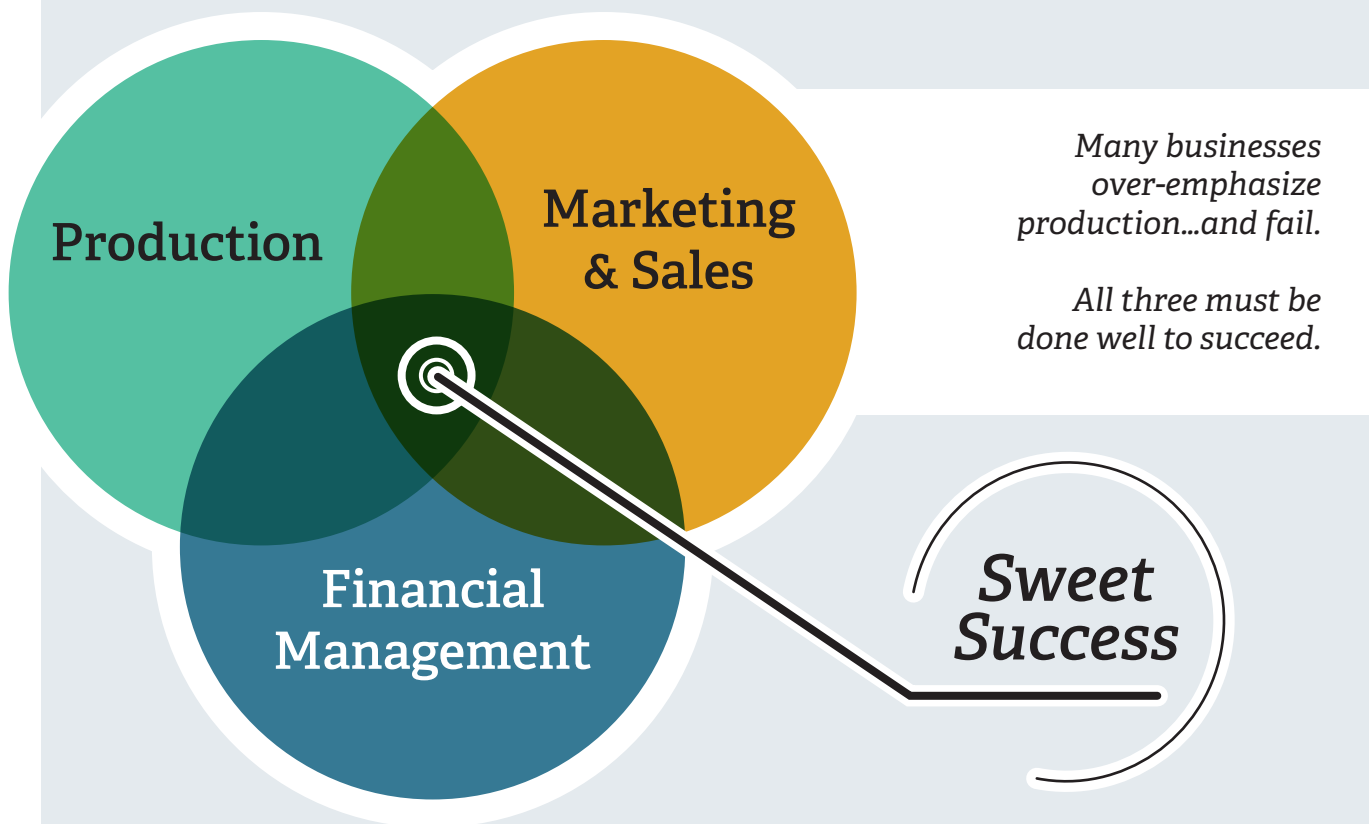 Production
Marketing
& Sales
Many businesses
over-emphasize
production...and fail.
All three must be
done well to succeed.
Financial
Management
Sweet
Success